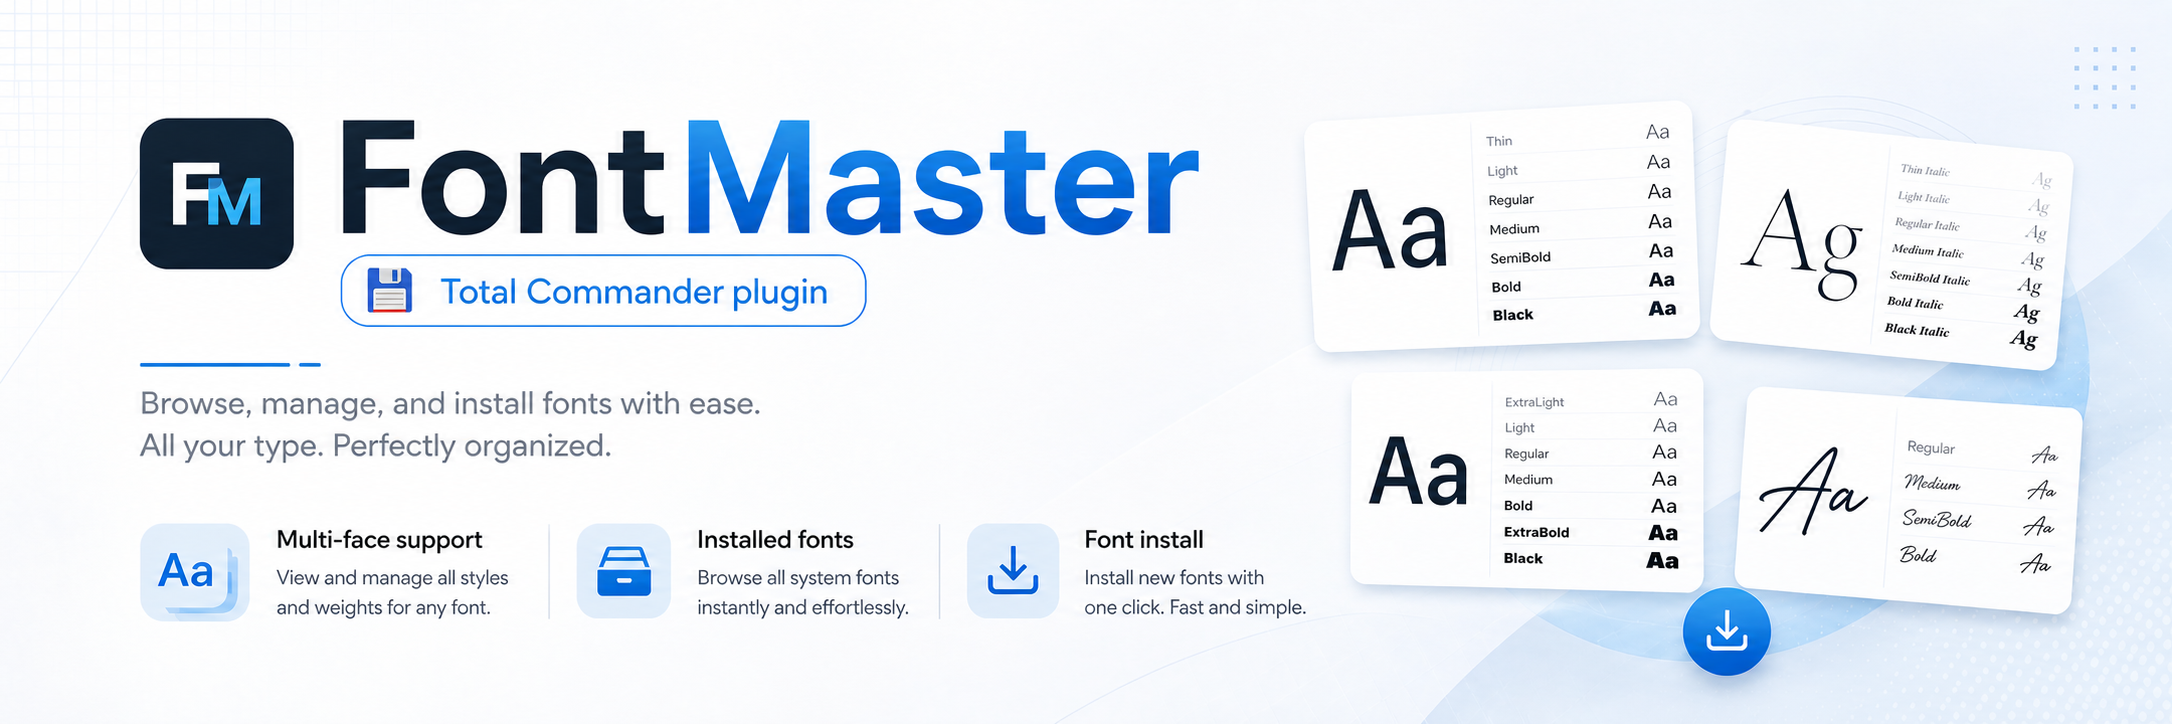 FM
FontMaster
Total Commander plugin
Browse, manage, and install fonts with ease.
All your type. Perfectly organized.
Aa
Multi-face support
View and manage all styles
and weights for any font.
Installed fonts
Browse all system fonts
instantly and effortlessly.
Font install
Install new fonts with
one click. Fast and simple.
Aa
Thin Aa
Light Aa
Regular Aa
Medium Aa
SemiBold Aa
Bold Aa
Black Aa
Ag
Thin Italic Ag
Light Italic Ag
Regular Italic Ag
Medium Italic Ag
SemiBold Italic Ag
Bold Italic Ag
Black Italic Ag
Aa
ExtraLight Aa
Light Aa
Regular Aa
Medium Aa
Bold Aa
ExtraBold Aa
Black Aa
Aa
Regular Aa
Medium Aa
SemiBold Aa
Bold Aa